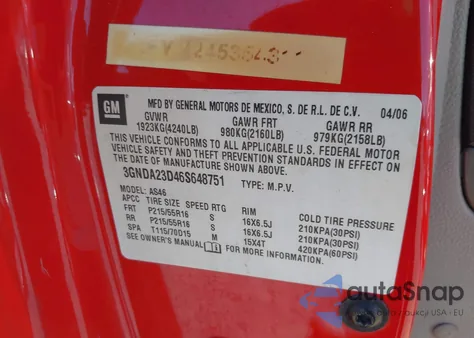 GM
MFD BY GENERAL MOTORS DE MEXICO, S. DE R.L. DE C.V. 04/06
GVWR GAWR FRT GAWR RR
1923KG(4240LB) 980KG(2160LB) 979KG(2158LB)
THIS VEHICLE CONFORMS TO ALL APPLICABLE U.S. FEDERAL MOTOR
VEHICLE SAFETY AND THEFT PREVENTION STANDARDS IN EFFECT ON
THE DATE OF MANUFACTURE SHOWN ABOVE.
3GNDA23D46S648751 TYPE: M.P.V.
MODEL: AS46
APCC TIRE SIZE SPEED RTG RIM COLD TIRE PRESSURE
FRT P215/55R16 S 16X6.5J 210KPA(30PSI)
RR P215/55R16 S 16X6.5J 210KPA(30PSI)
SPA T115/70D15 M 15X4T 420KPA(60PSI)
SEE OWNER'S MANUAL FOR MORE INFORMATION.
autoSnap
aukcji USA - EU